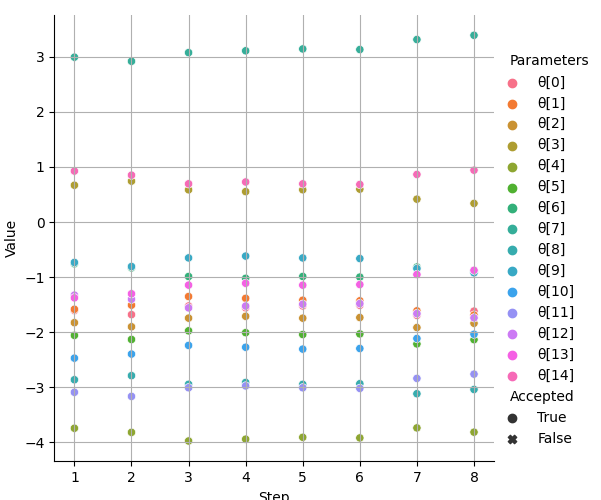 3
2
1
0
−1
−2
−3
−4
Value
1 2 3 4 5 6 7 8
Step
Parameters
θ[0]
θ[1]
θ[2]
θ[3]
θ[4]
θ[5]
θ[6]
θ[7]
θ[8]
θ[9]
θ[10]
θ[11]
θ[12]
θ[13]
θ[14]
Accepted
True
False